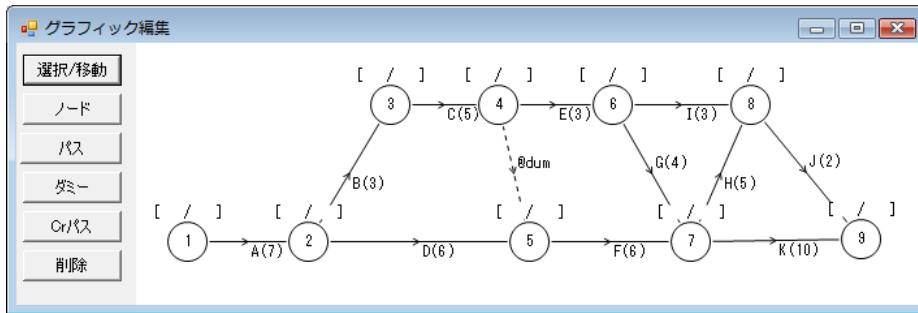 グラフィック編集
選択/移動
ノード
パス
ダミー
Crパス
削除
[ / ] [ / ] [ / ] [ / ]
3 4 6 8
C(5) E(3) I(3)
@dum G(4) J(2)
B(3) H(5)
[ / ] [ / ] [ / ] [ / ] [ / ]
1 2 5 7 9
A(7) D(6) F(6) K(10)